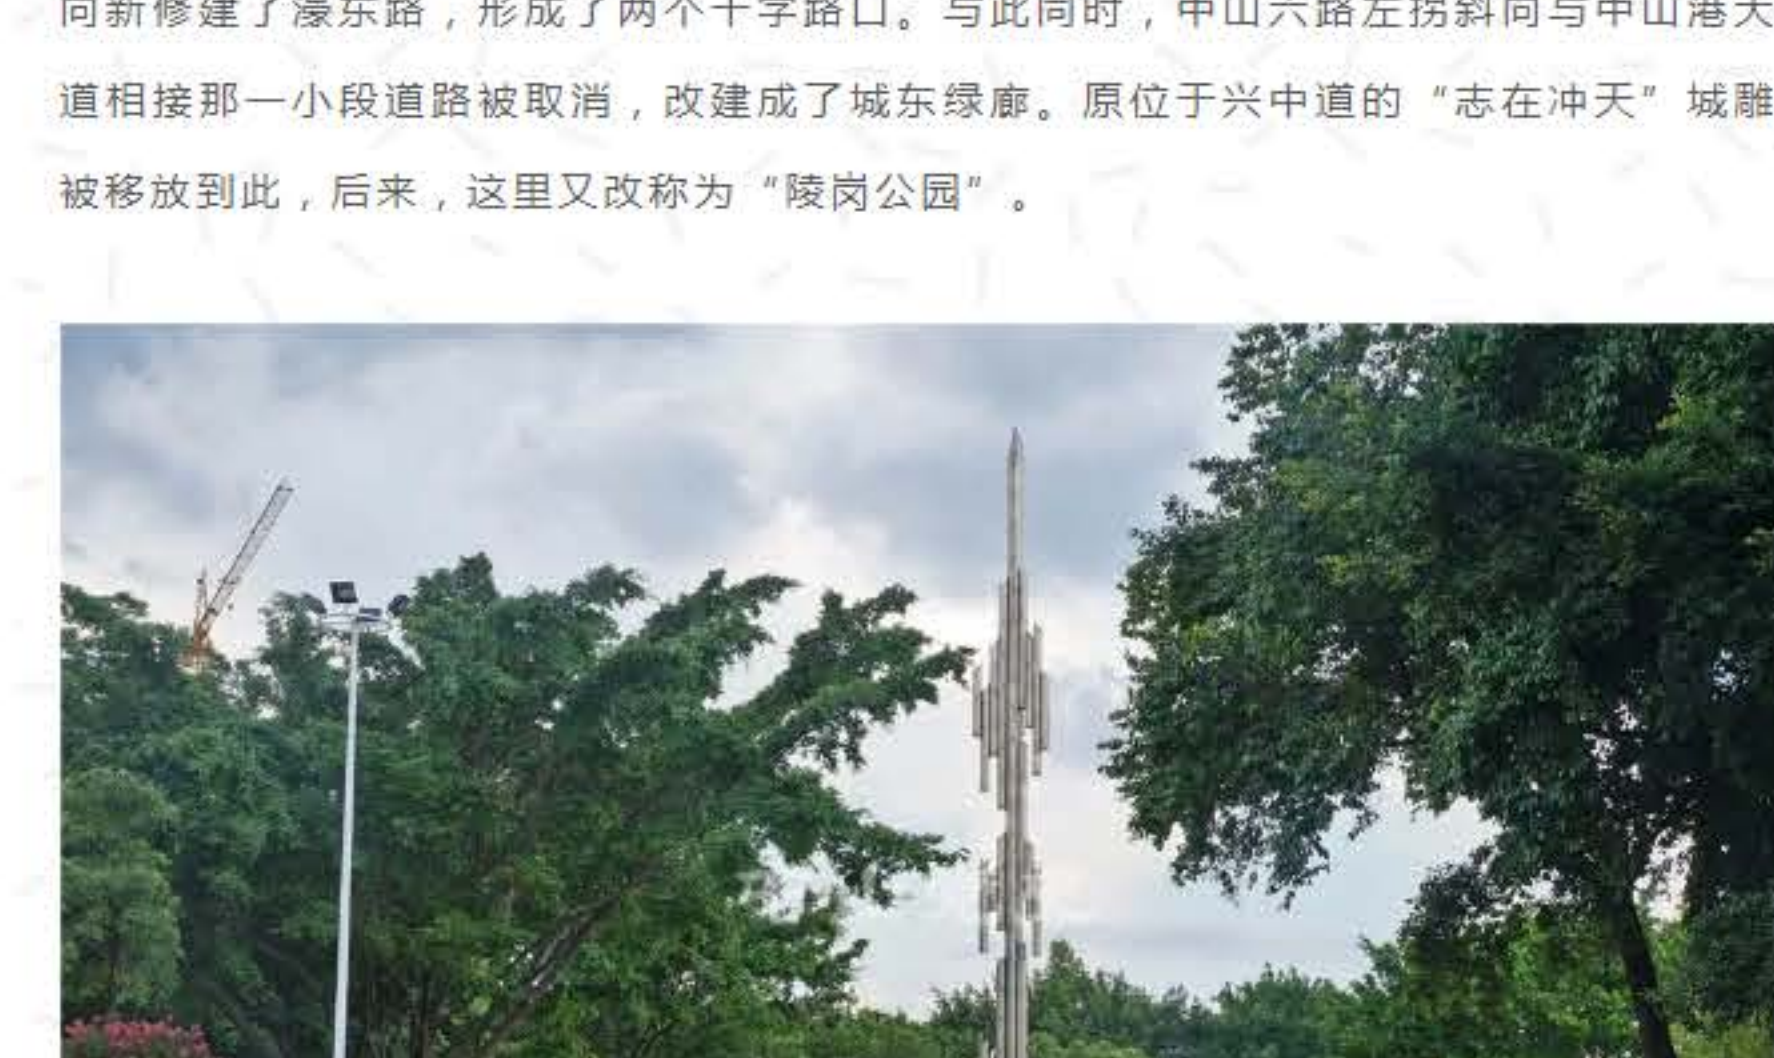 向新修建了濠东路，形成了两个十字路口。与此同时，中山六路左拐斜向与中山港大
道相接那一小段道路被取消，改建成了城东绿廊。原位于兴中道的“志在冲天”城雕
被移放到此，后来，这里又改称为“陵岗公园”。